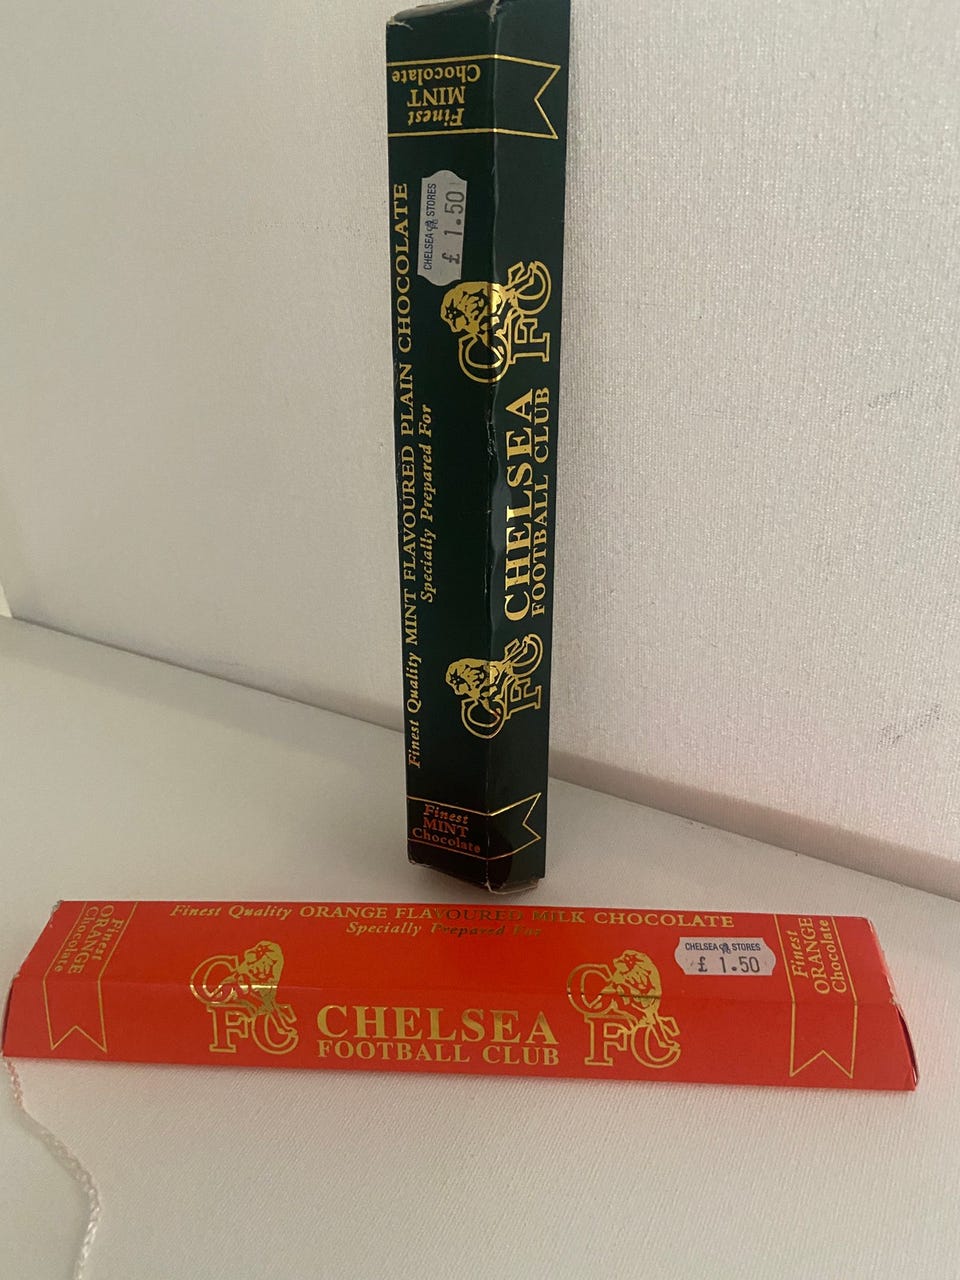 Finest
MINT
Chocolate
CHELSEA STORES
£ 1.50
Finest Quality MINT FLAVOURED PLAIN CHOCOLATE
Specially Prepared For
CFC
CHELSEA
FOOTBALL CLUB
CFC
Finest
MINT
Chocolate
Finest
ORANGE
Chocolate
Finest Quality ORANGE FLAVOURED MILK CHOCOLATE
Specially Prepared For
CHELSEA STORES
£ 1.50
CFC
CHELSEA
FOOTBALL CLUB
CFC
Finest
ORANGE
Chocolate